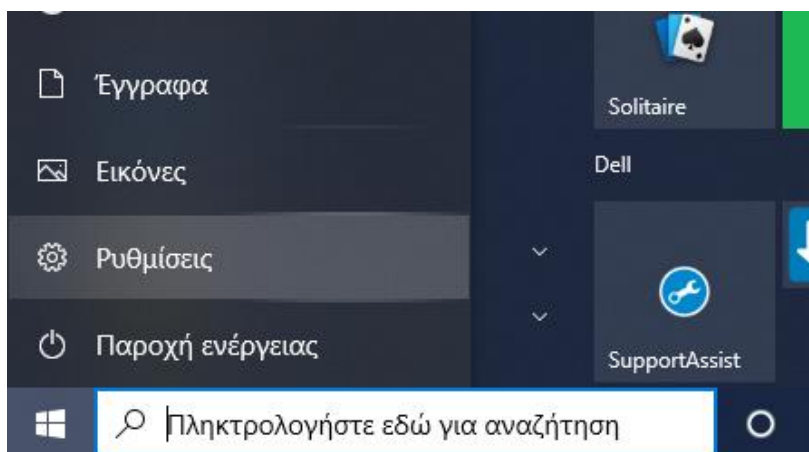 Έγγραφα
Εικόνες
Ρυθμίσεις
Παροχή ενέργειας
Solitaire
Dell
SupportAssist
Πληκτρολογήστε εδώ για αναζήτηση